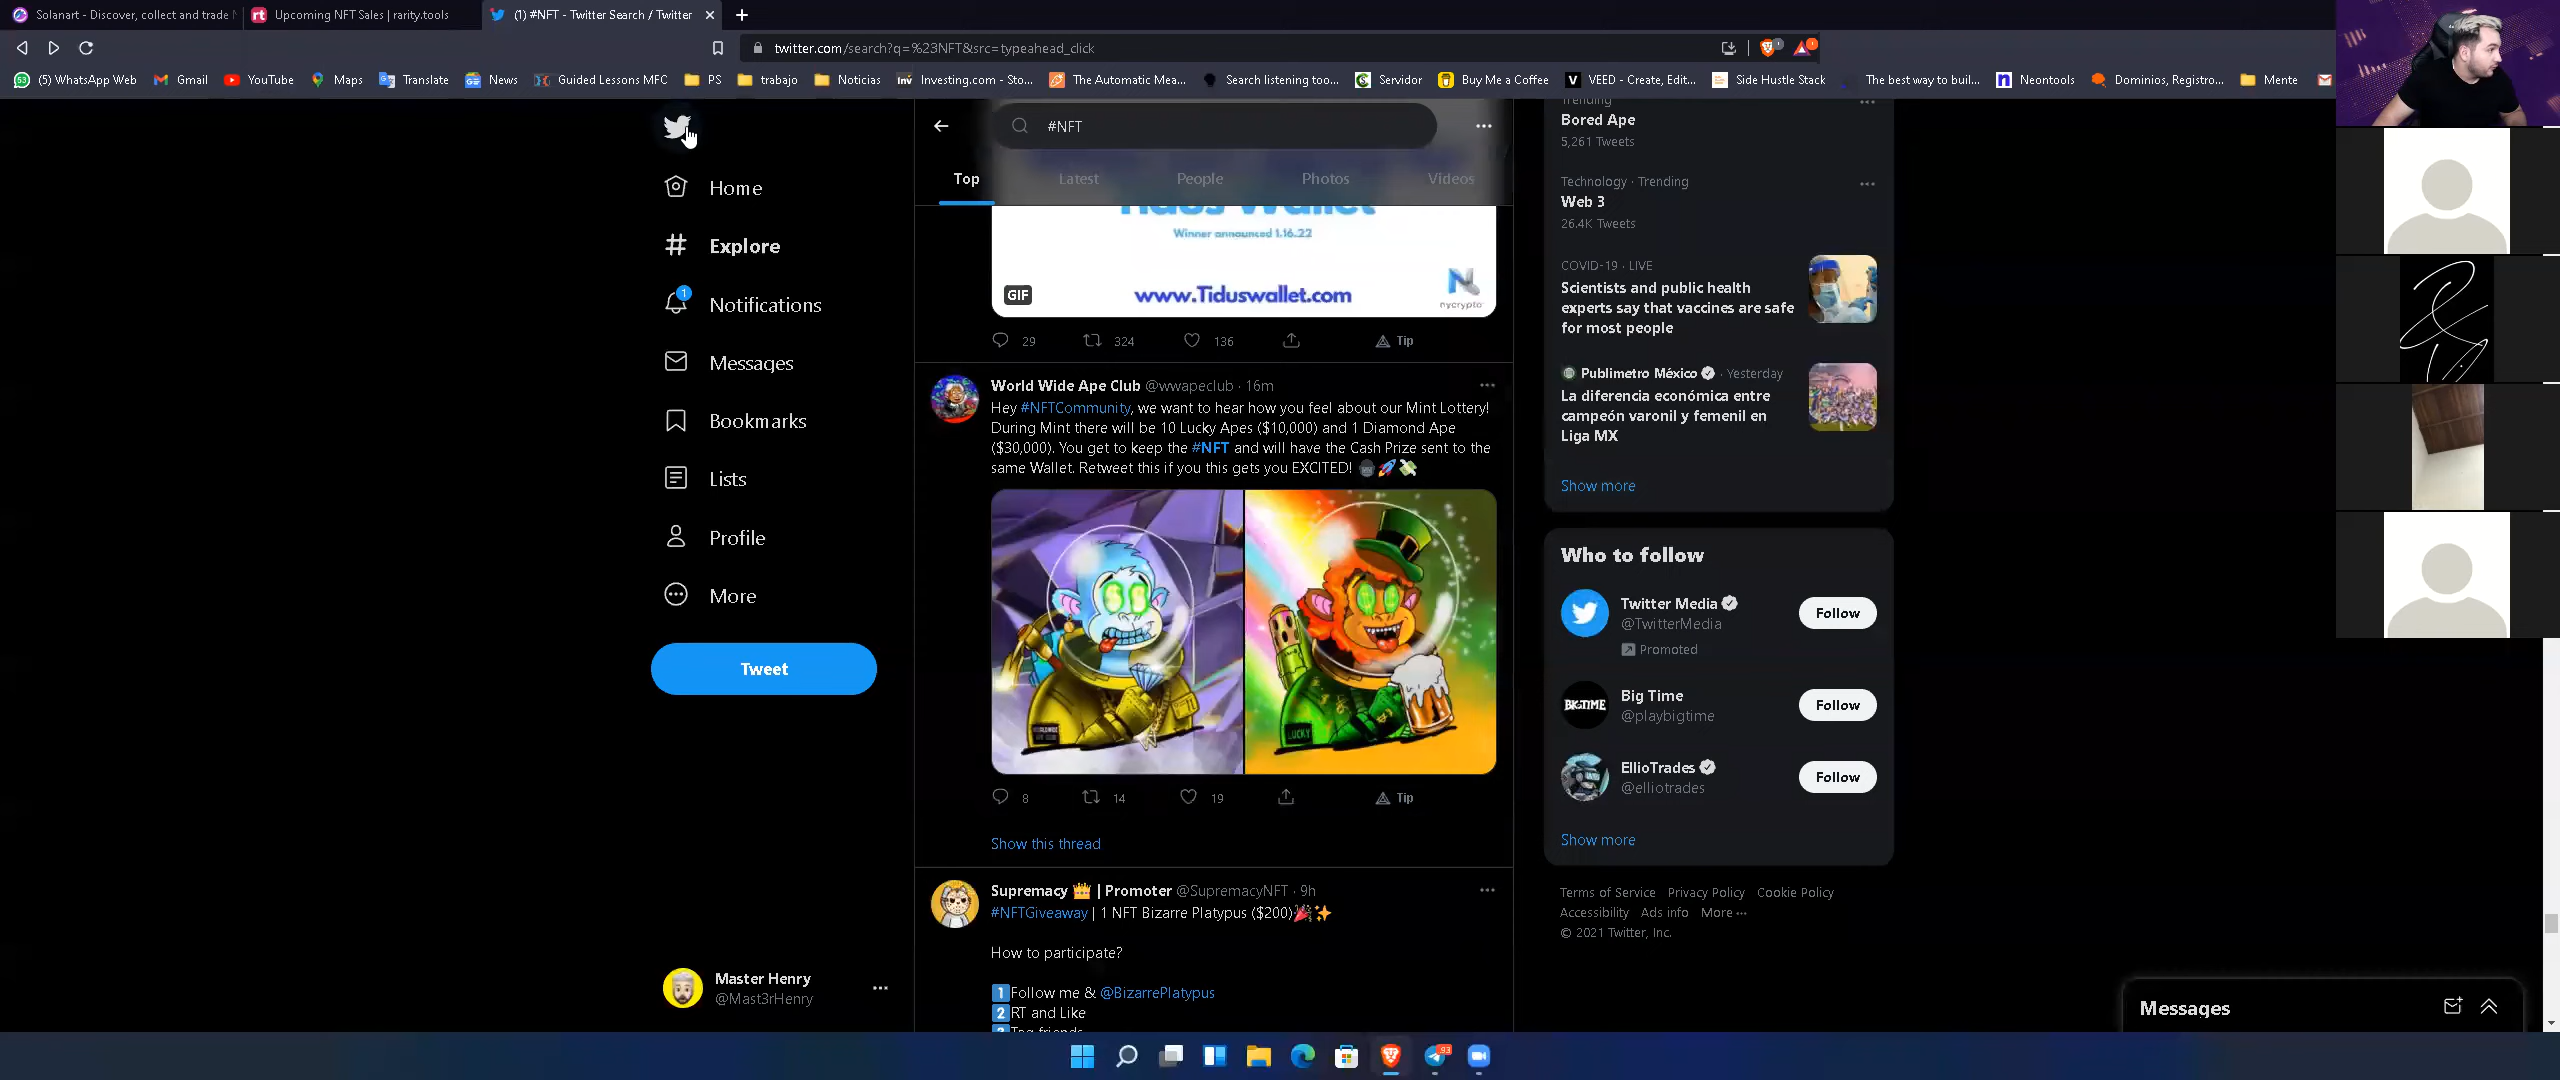 Solanart - Discover, collect and trade
Upcoming NFT Sales | rarity.tools
(1) #NFT - Twitter Search / Twitter
twitter.com/search?q=%23NFT&src=typeahead_click
(5) WhatsApp Web
Gmail
YouTube
Maps
Translate
News
Guided Lessons MFC
PS
trabajo
Noticias
Investing.com - Sto...
The Automatic Mea...
Search listening too...
Servidor
Buy Me a Coffee
VEED - Create, Edit...
Side Hustle Stack
The best way to buil...
Neontools
Dominios, Registro...
Mente
Home
Explore
1
Notifications
Messages
Bookmarks
Lists
Profile
More
Tweet
Master Henry
@Mast3rHenry
#NFT
Top
Latest
People
Photos
Videos
Tidus Wallet
Winner announced 1.16.22
www.Tiduswallet.com
nycrypto
GIF
29
324
136
Tip
World Wide Ape Club @wwapeclub · 16m
Hey #NFTCommunity, we want to hear how you feel about our Mint Lottery!
During Mint there will be 10 Lucky Apes ($10,000) and 1 Diamond Ape
($30,000). You get to keep the #NFT and will have the Cash Prize sent to the
same Wallet. Retweet this if you this gets you EXCITED! 🦍🚀💸
LUCKY
8
14
19
Tip
Show this thread
Supremacy 👑 | Promoter @SupremacyNFT · 9h
#NFTGiveaway | 1 NFT Bizarre Platypus ($200)🎉✨
How to participate?
1️⃣Follow me & @BizarrePlatypus
2️⃣RT and Like
3️⃣Tag friends
Trending
Bored Ape
5,261 Tweets
Technology · Trending
Web 3
26.4K Tweets
COVID-19 · LIVE
Scientists and public health
experts say that vaccines are safe
for most people
Publimetro México · Yesterday
La diferencia económica entre
campeón varonil y femenil en
Liga MX
Show more
Who to follow
Twitter Media
@TwitterMedia
Promoted
Follow
BIGTIME
Big Time
@playbigtime
Follow
EllioTrades
@elliotrades
Follow
Show more
Terms of Service Privacy Policy Cookie Policy
Accessibility Ads info More ···
© 2021 Twitter, Inc.
Messages
93